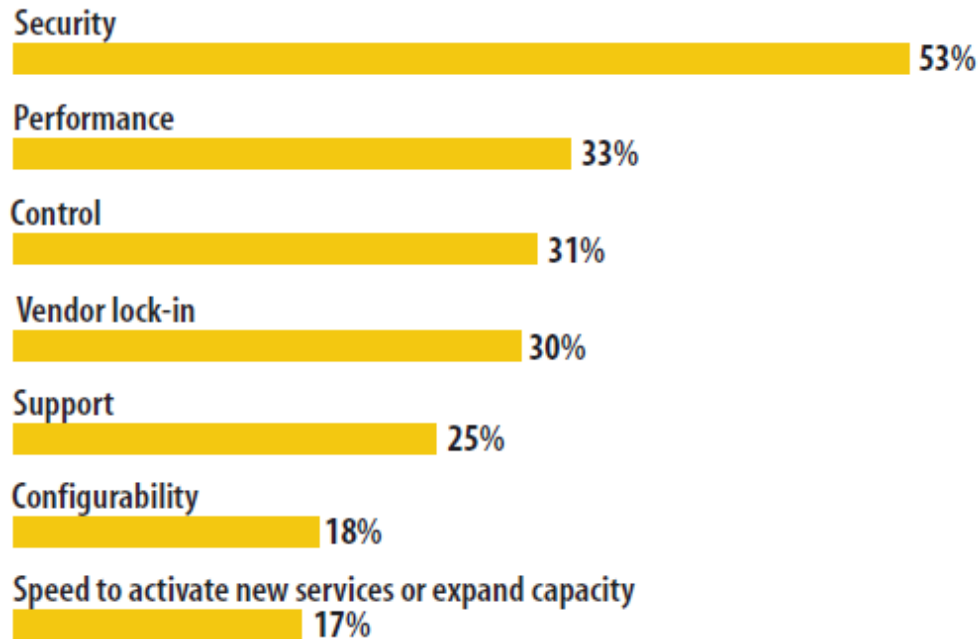 Security
53%
Performance
33%
Control
31%
Vendor lock-in
30%
Support
25%
Configurability
18%
Speed to activate new services or expand capacity
17%